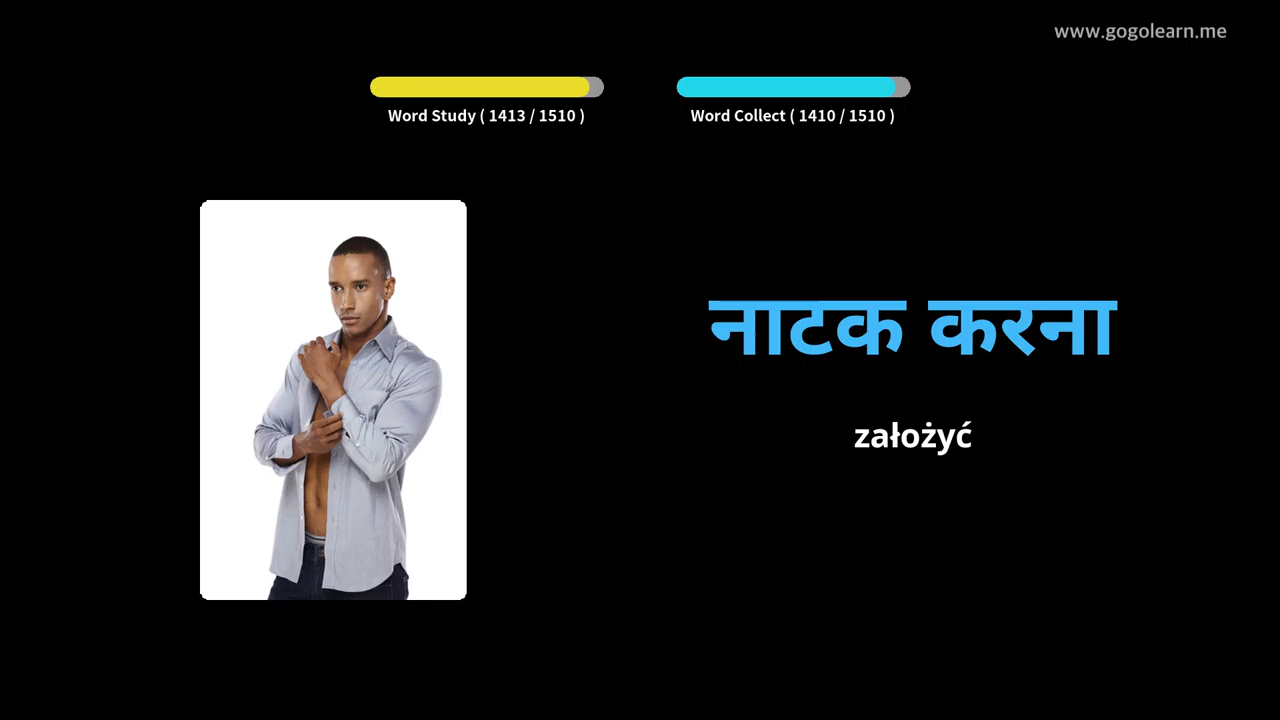 www.gogolearn.me
Word Study ( 1413 / 1510 )
Word Collect ( 1410 / 1510 )
नाटक करना
założyć